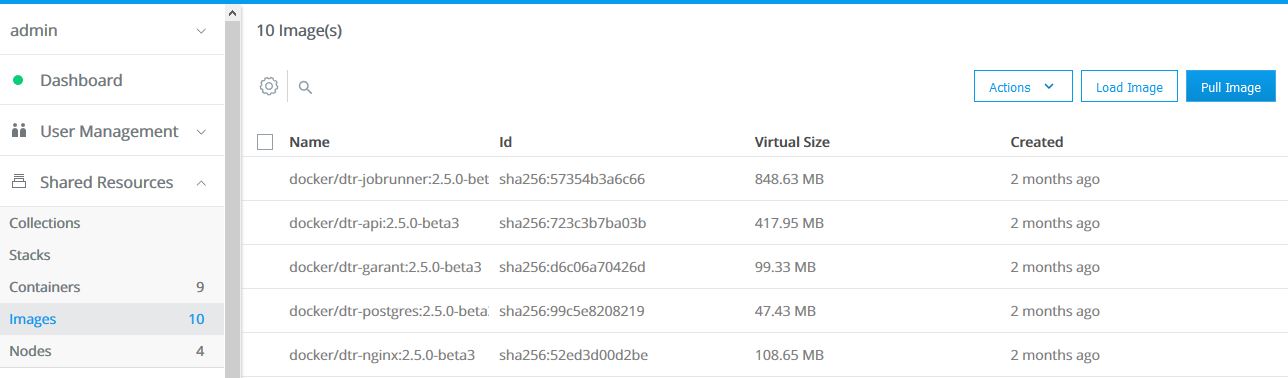 admin
Dashboard
User Management
Shared Resources
Collections
Stacks
Containers 9
Images 10
Nodes 4
10 Image(s)
Actions Load Image Pull Image
Name Id Virtual Size Created
docker/dtr-jobrunner:2.5.0-bet sha256:57354b3a6c66 848.63 MB 2 months ago
docker/dtr-api:2.5.0-beta3 sha256:723c3b7ba03b 417.95 MB 2 months ago
docker/dtr-garant:2.5.0-beta3 sha256:d6c06a70426d 99.33 MB 2 months ago
docker/dtr-postgres:2.5.0-beta sha256:99c5e8208219 47.43 MB 2 months ago
docker/dtr-nginx:2.5.0-beta3 sha256:52ed3d00d2be 108.65 MB 2 months ago